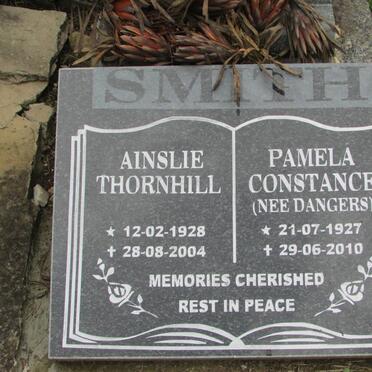 SMITH
AINSLIE
THORNHILL
★ 12-02-1928
✝ 28-08-2004
PAMELA
CONSTANCE
(NEE DANGERS)
★ 21-07-1927
✝ 29-06-2010
MEMORIES CHERISHED
REST IN PEACE